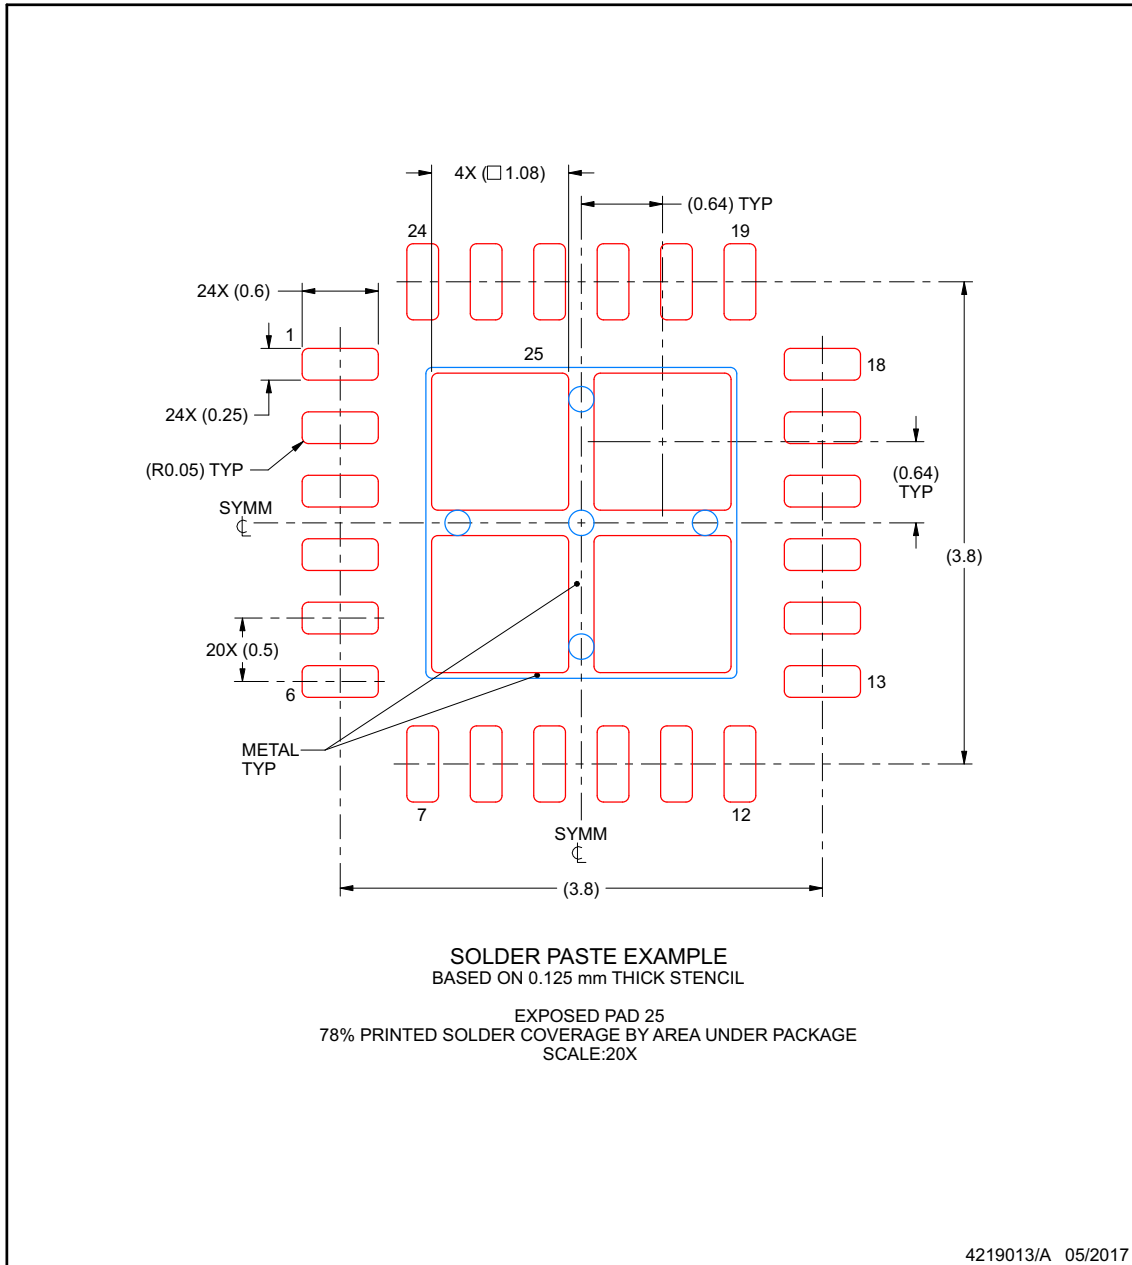 4X (□ 1.08)
(0.64) TYP
24
19
24X (0.6)
1
25
18
24X (0.25)
(R0.05) TYP
(0.64)
TYP
SYMM
℄
(3.8)
20X (0.5)
6
13
METAL
TYP
7
12
SYMM
℄
(3.8)
SOLDER PASTE EXAMPLE
BASED ON 0.125 mm THICK STENCIL
EXPOSED PAD 25
78% PRINTED SOLDER COVERAGE BY AREA UNDER PACKAGE
SCALE:20X
4219013/A 05/2017